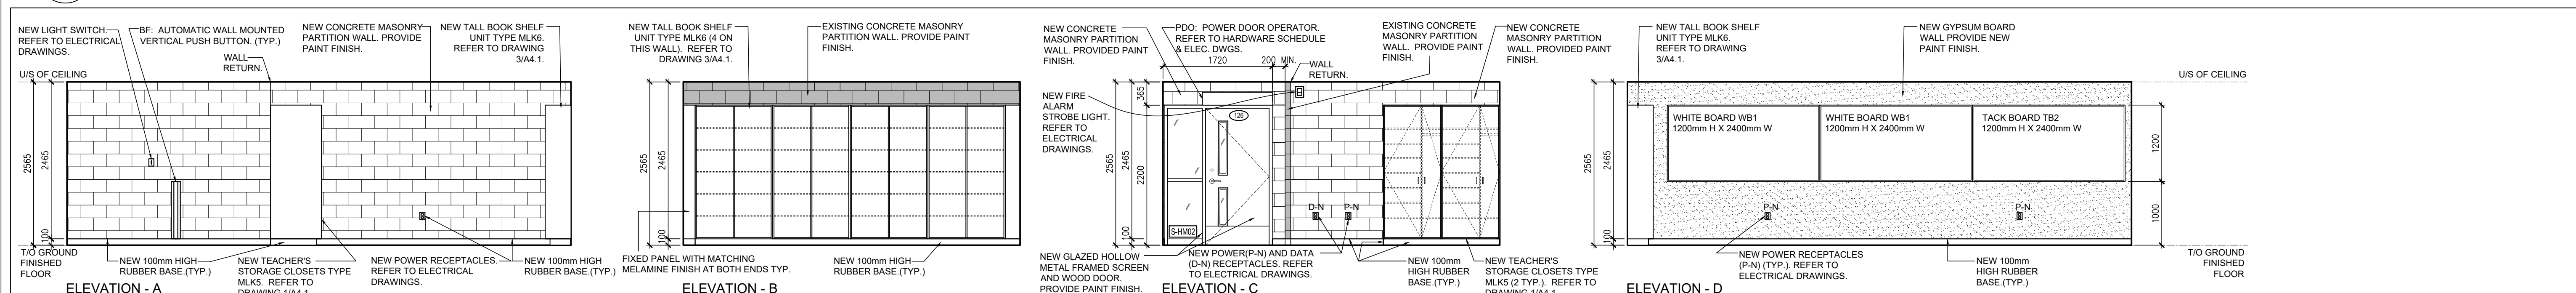 NEW LIGHT SWITCH.
REFER TO ELECTRICAL
DRAWINGS.
BF: AUTOMATIC WALL MOUNTED
VERTICAL PUSH BUTTON. (TYP.)
NEW CONCRETE MASONRY
PARTITION WALL. PROVIDE
PAINT FINISH.
NEW TALL BOOK SHELF
UNIT TYPE MLK6.
REFER TO DRAWING
3/A4.1.
WALL
RETURN.
U/S OF CEILING
2565
2465
100
T/O GROUND
FINISHED
FLOOR
NEW 100mm HIGH
RUBBER BASE.(TYP.)
NEW TEACHER'S
STORAGE CLOSETS TYPE
MLK5. REFER TO
DRAWING 1/A4.1
NEW POWER RECEPTACLES.
REFER TO ELECTRICAL
DRAWINGS.
NEW 100mm HIGH
RUBBER BASE.(TYP.)
ELEVATION - A
NEW TALL BOOK SHELF
UNIT TYPE MLK6 (4 ON
THIS WALL). REFER TO
DRAWING 3/A4.1.
EXISTING CONCRETE MASONRY
PARTITION WALL. PROVIDE PAINT
FINISH.
2565
2465
100
FIXED PANEL WITH MATCHING
MELAMINE FINISH AT BOTH ENDS TYP.
NEW 100mm HIGH
RUBBER BASE.(TYP.)
ELEVATION - B
NEW CONCRETE
MASONRY PARTITION
WALL. PROVIDED PAINT
FINISH.
PDO: POWER DOOR OPERATOR.
REFER TO HARDWARE SCHEDULE
& ELEC. DWGS.
1720
200 MIN.
EXISTING CONCRETE
MASONRY PARTITION
WALL. PROVIDE PAINT
FINISH.
NEW CONCRETE
MASONRY PARTITION
WALL. PROVIDED PAINT
FINISH.
WALL
RETURN.
NEW FIRE
ALARM
STROBE LIGHT.
REFER TO
ELECTRICAL
DRAWINGS.
365
2565
2465
2200
100
126
D-N
P-N
S-HM02
NEW GLAZED HOLLOW
METAL FRAMED SCREEN
AND WOOD DOOR.
PROVIDE PAINT FINISH.
NEW POWER(P-N) AND DATA
(D-N) RECEPTACLES. REFER
TO ELECTRICAL DRAWINGS.
NEW 100mm
HIGH RUBBER
BASE.(TYP.)
NEW TEACHER'S
STORAGE CLOSETS TYPE
MLK5 (2 TYP.). REFER TO
DRAWING 1/A4.1
ELEVATION - C
NEW TALL BOOK SHELF
UNIT TYPE MLK6.
REFER TO DRAWING
3/A4.1.
NEW GYPSUM BOARD
WALL PROVIDE NEW
PAINT FINISH.
U/S OF CEILING
WHITE BOARD WB1
1200mm H X 2400mm W
WHITE BOARD WB1
1200mm H X 2400mm W
TACK BOARD TB2
1200mm H X 2400mm W
2565
2465
100
1200
1000
P-N
P-N
NEW POWER RECEPTACLES
(P-N) (TYP.). REFER TO
ELECTRICAL DRAWINGS.
NEW 100mm
HIGH RUBBER
BASE.(TYP.)
T/O GROUND
FINISHED
FLOOR
ELEVATION - D